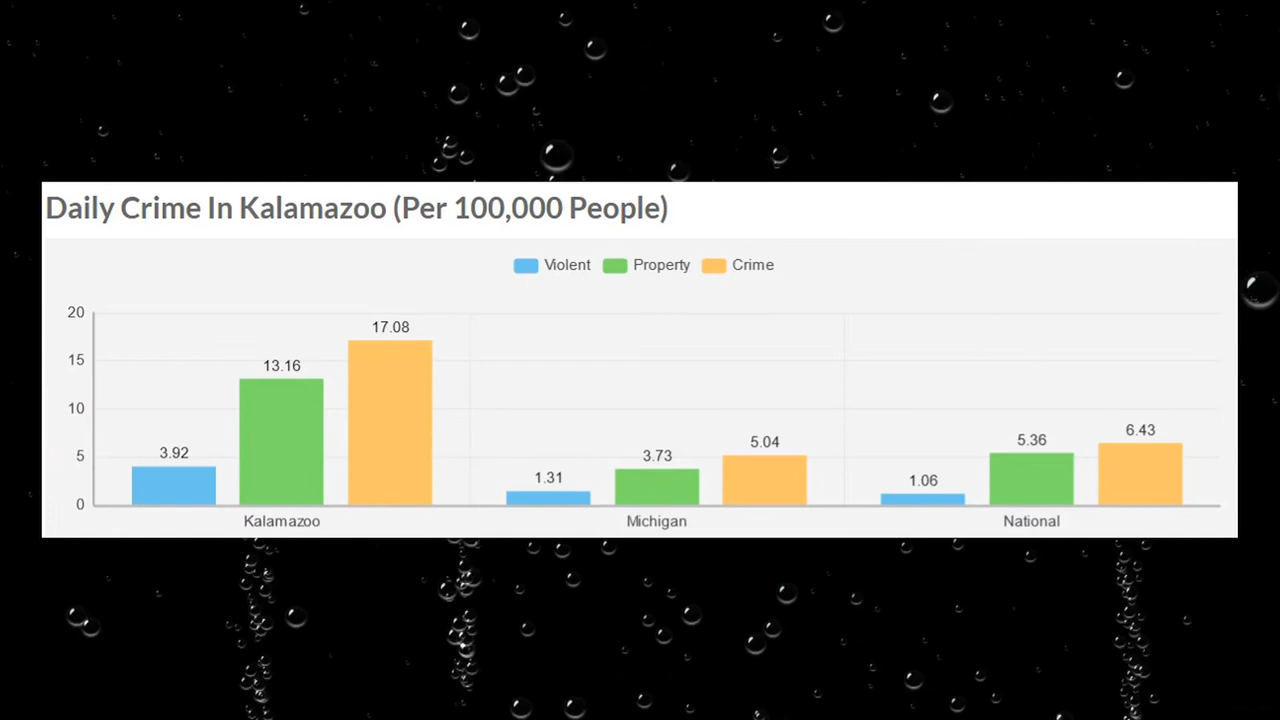 Daily Crime In Kalamazoo (Per 100,000 People)
Violent Property Crime
20
15
10
5
0
3.92
13.16
17.08
1.31
3.73
5.04
1.06
5.36
6.43
Kalamazoo
Michigan
National